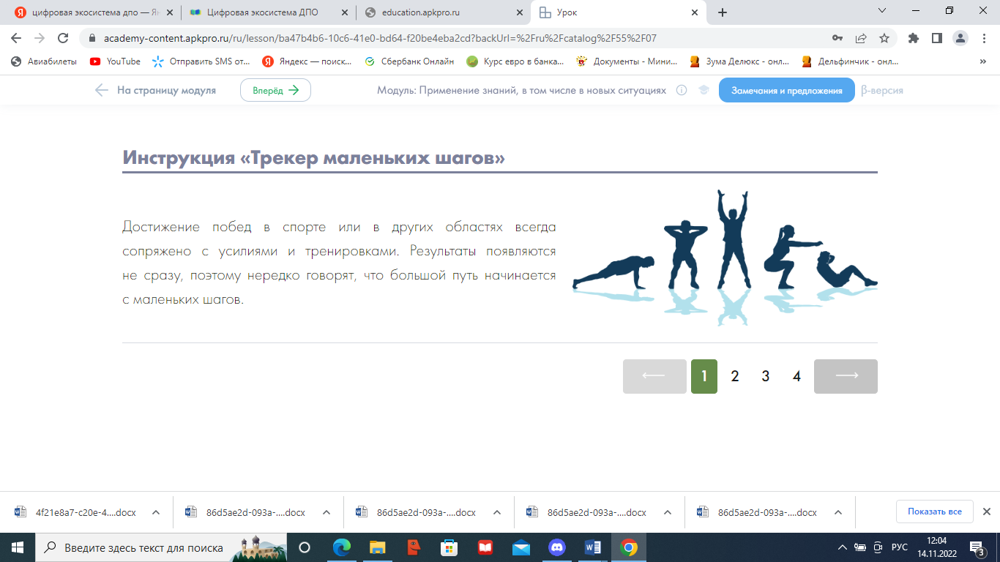 цифровая экосистема дпо — Ян
Цифровая экосистема ДПО
education.apkpro.ru
Урок
academy-content.apkpro.ru/ru/lesson/ba47b4b6-10c6-41e0-bd64-f20be4eba2cd?backUrl=%2Fru%2Fcatalog%2F55%2F07
Авиабилеты
YouTube
Отправить SMS от...
Яндекс — поиск...
Сбербанк Онлайн
Курс евро в банка...
Документы - Мини...
Зума Делюкс - онл...
Дельфинчик - онл...
На страницу модуля
Вперёд
Модуль: Применение знаний, в том числе в новых ситуациях
Замечания и предложения
β-версия
Инструкция «Трекер маленьких шагов»
Достижение побед в спорте или в других областях всегда
сопряжено с усилиями и тренировками. Результаты появляются
не сразу, поэтому нередко говорят, что большой путь начинается
с маленьких шагов.
1 2 3 4
4f21e8a7-c20e-4....docx
86d5ae2d-093a-....docx
86d5ae2d-093a-....docx
86d5ae2d-093a-....docx
86d5ae2d-093a-....docx
Показать все
Введите здесь текст для поиска
РУС
12:04
14.11.2022
3